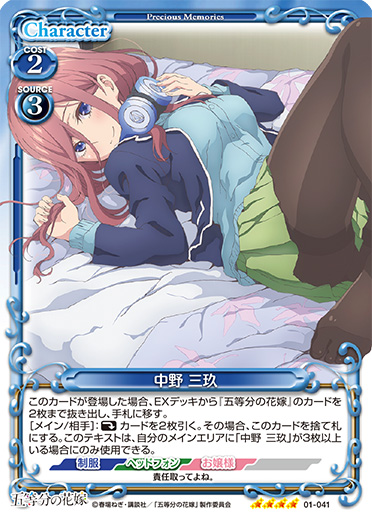 Precious Memories
Character
COST
2
SOURCE
3
中野 三玖
このカードが登場した場合、EXデッキから『五等分の花嫁』のカードを
2枚まで抜き出し、手札に移す。
[メイン/相手]: カードを2枚引く。その場合、このカードを捨て札
にする。このテキストは、自分のメインエリアに「中野 三玖」が3枚以上
いる場合にのみ使用できる。
制服 ヘッドフォン お嬢様
責任取ってよね。
五等分の花嫁
©春場ねぎ・講談社/「五等分の花嫁」製作委員会 01-041